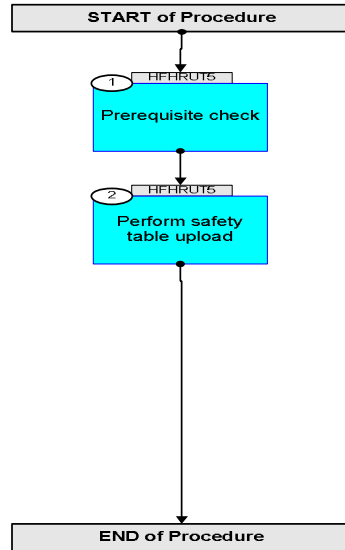 START of Procedure
HFHRUT5
1
Prerequisite check
HFHRUT5
2
Perform safety
table upload
END of Procedure